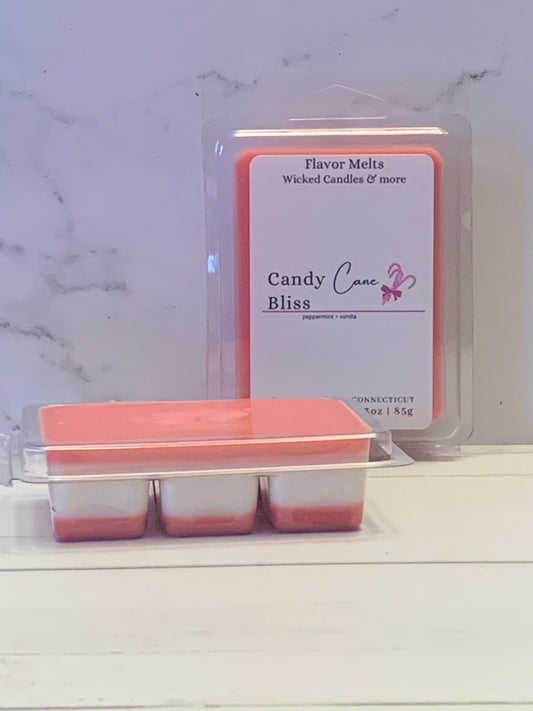 Flavor Melts
Wicked Candles & more
Candy Cane
Bliss
peppermint + vanilla
CONNECTICUT
3oz | 85g